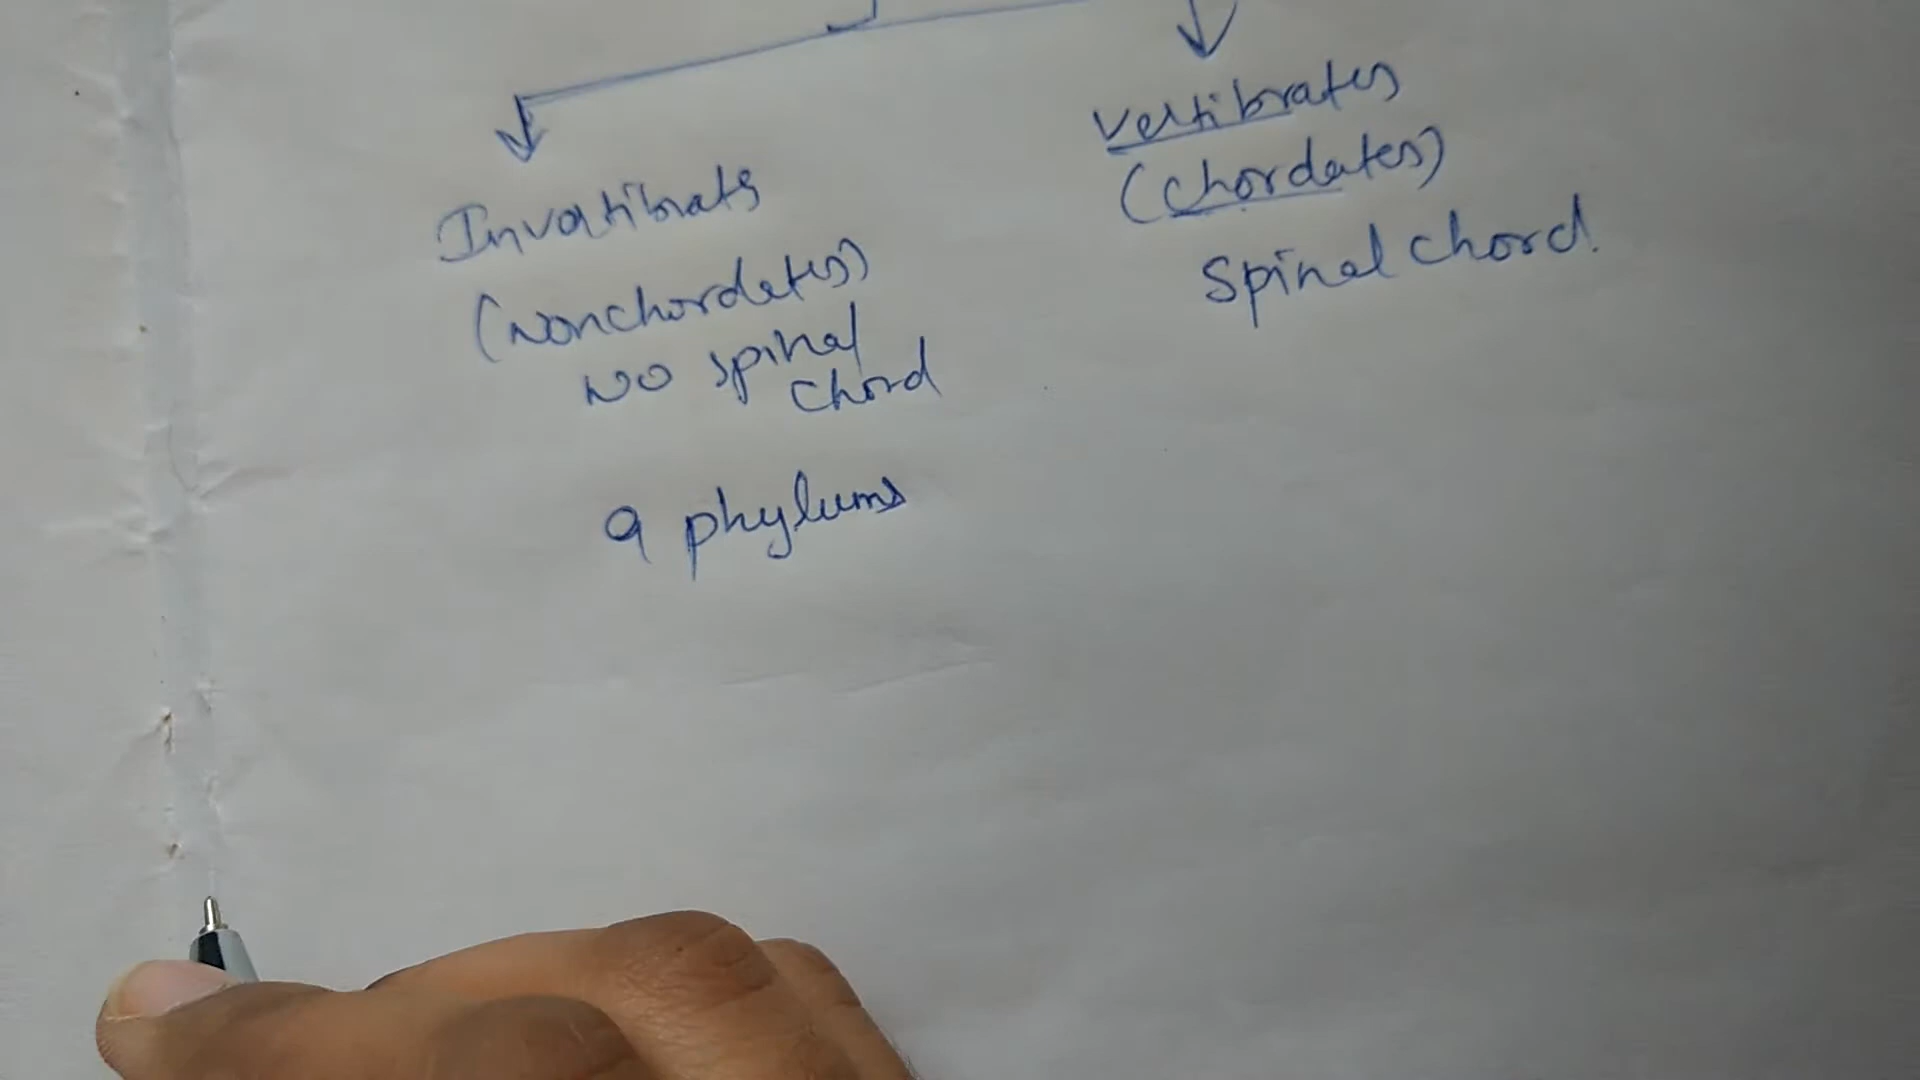 Invertibrats
(Nonchordates)
NO spinal
chord
9 phylums
Vertibrates
(Chordates)
Spinal chord.